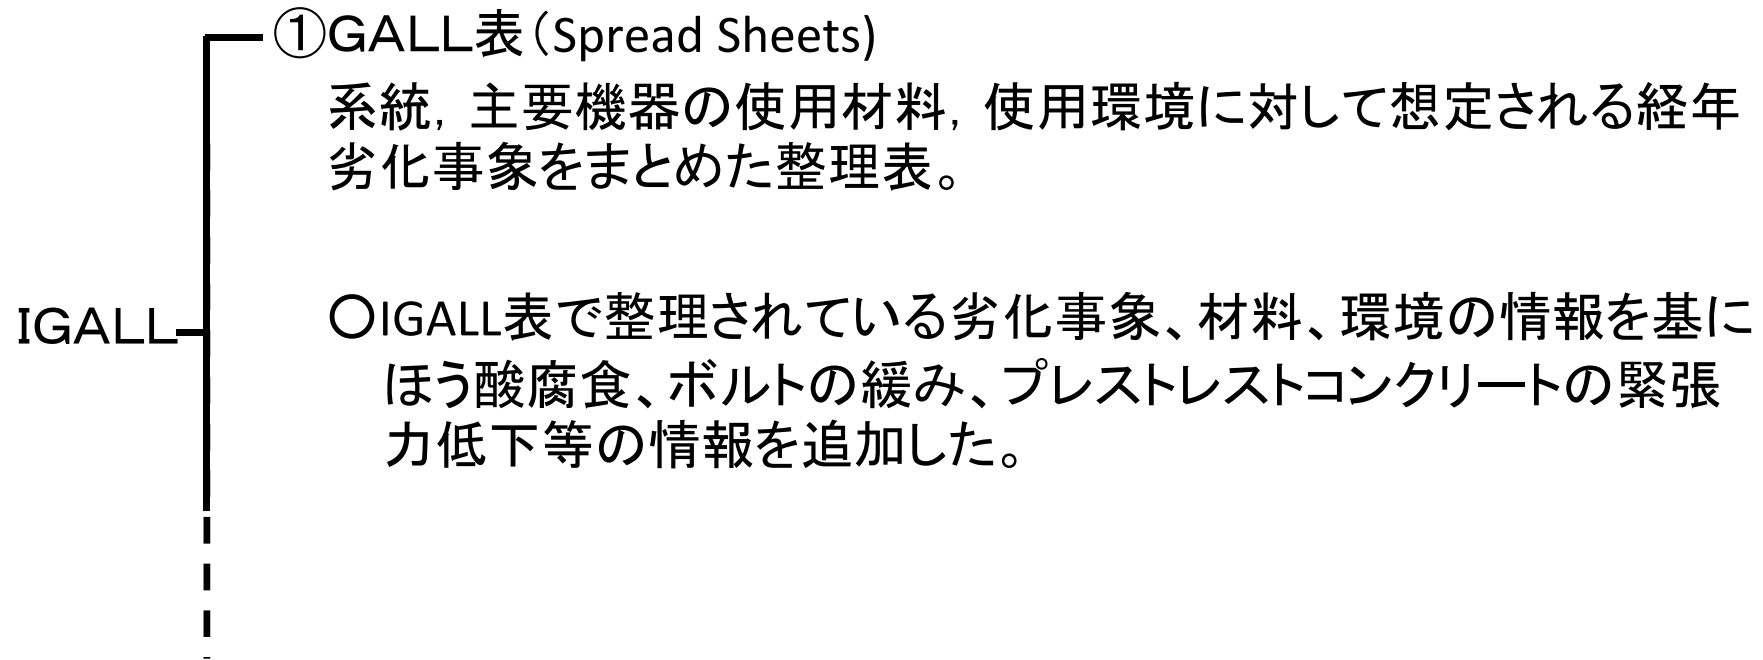 ①GALL表（Spread Sheets)
系統，主要機器の使用材料，使用環境に対して想定される経年
劣化事象をまとめた整理表。
IGALL
〇IGALL表で整理されている劣化事象、材料、環境の情報を基に
ほう酸腐食、ボルトの緩み、プレストレストコンクリートの緊張
力低下等の情報を追加した。